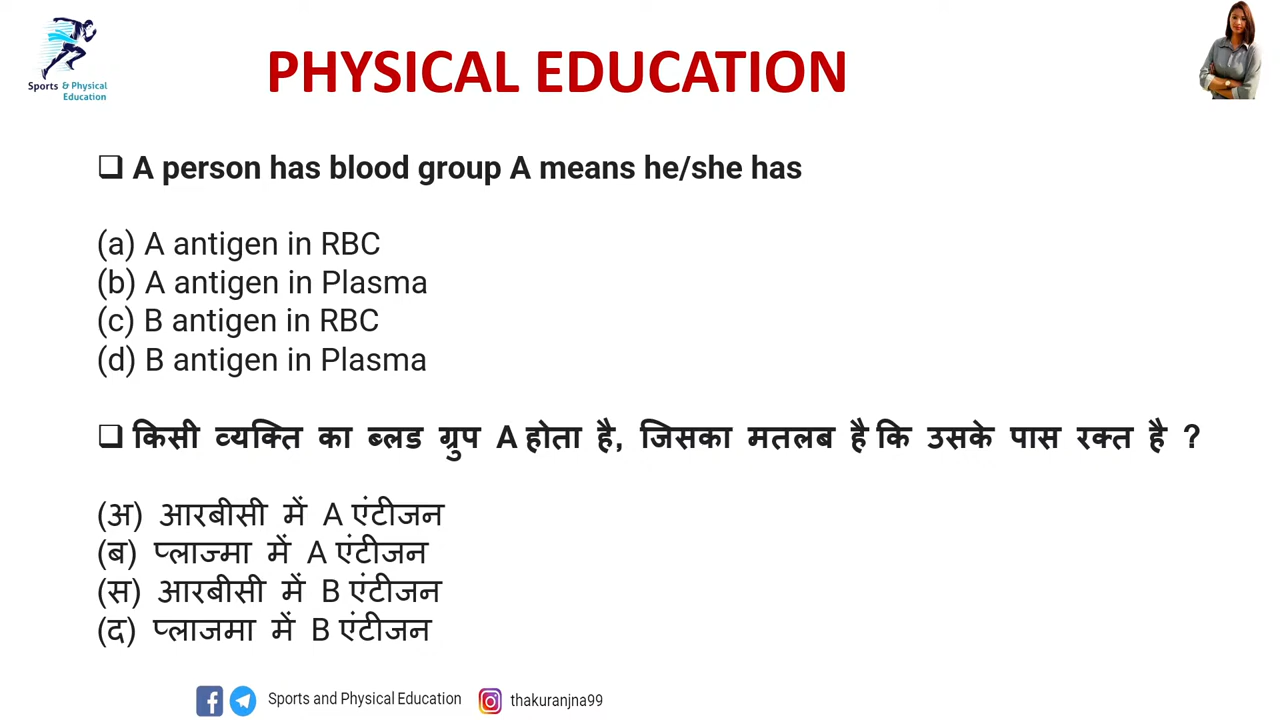 Sports & Physical
Education
PHYSICAL EDUCATION
A person has blood group A means he/she has
(a) A antigen in RBC
(b) A antigen in Plasma
(c) B antigen in RBC
(d) B antigen in Plasma
किसी व्यक्ति का ब्लड ग्रुप A होता है, जिसका मतलब है कि उसके पास रक्त है ?
(अ) आरबीसी में A एंटीजन
(ब) प्लाज्मा में A एंटीजन
(स) आरबीसी में B एंटीजन
(द) प्लाजमा में B एंटीजन
Sports and Physical Education thakuranjna99